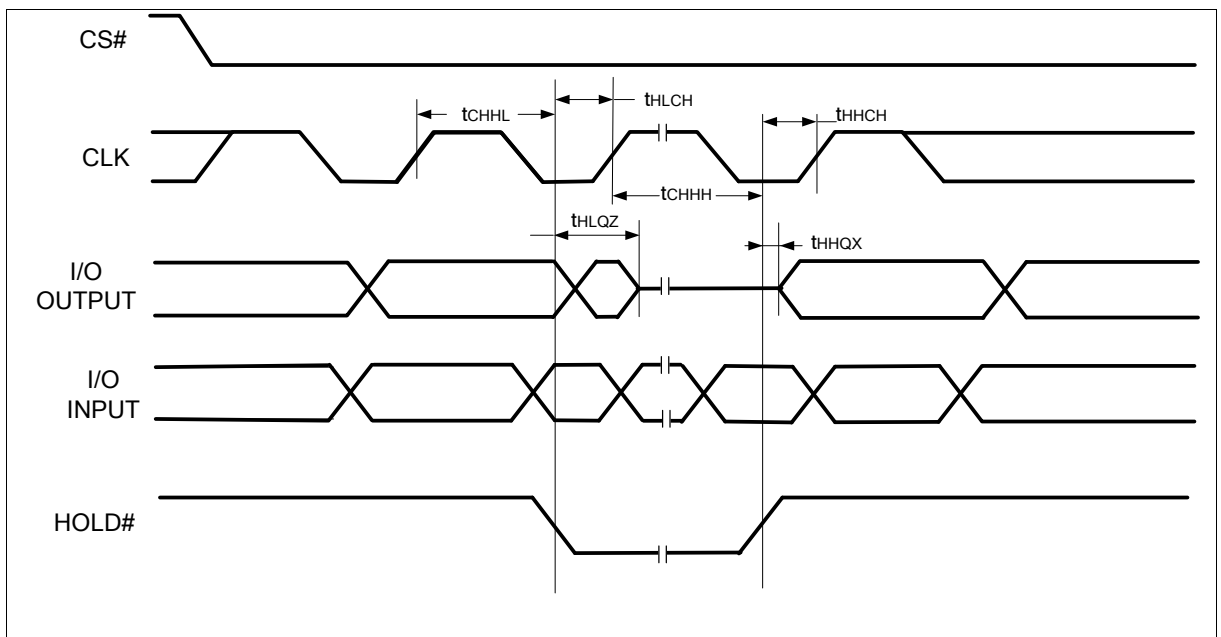 CS#
tHLCH
tCHHL
tHHCH
CLK
tCHHH
tHLQZ
tHHQX
I/O
OUTPUT
I/O
INPUT
HOLD#